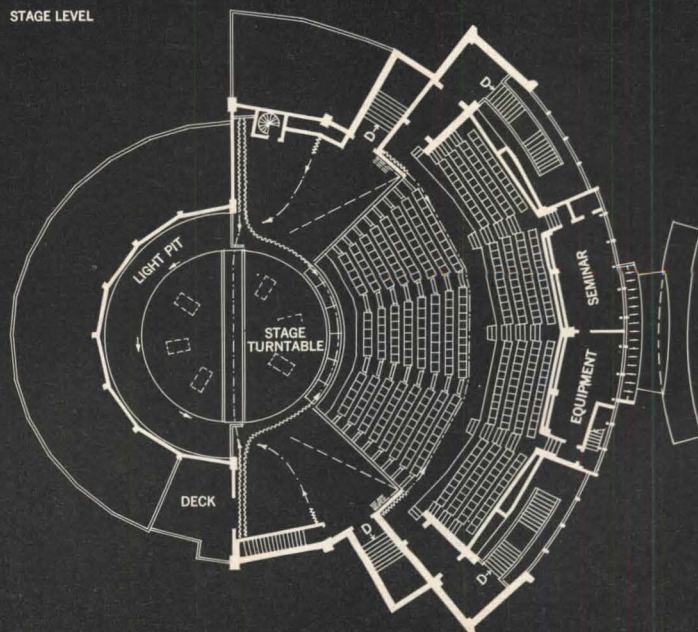 STAGE LEVEL
D
D
LIGHT PIT
SEMINAR
STAGE
TURNTABLE
EQUIPMENT
DECK
D
D